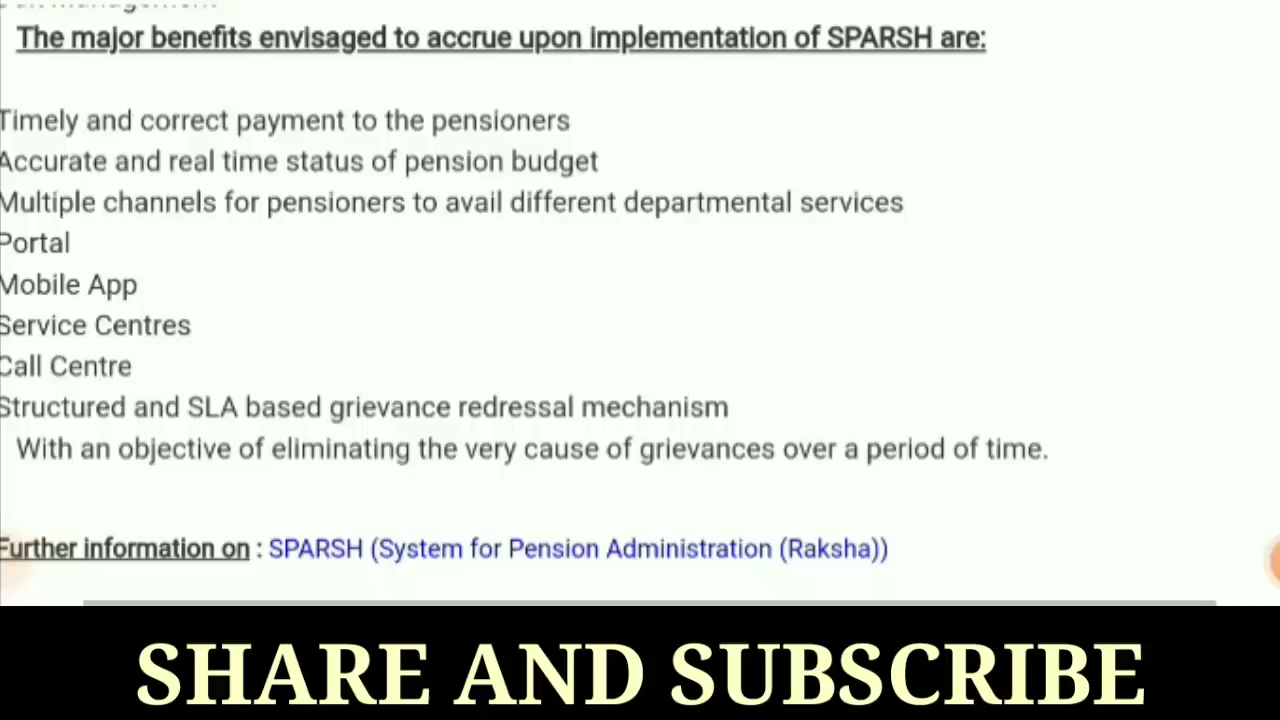 The major benefits envisaged to accrue upon implementation of SPARSH are:
Timely and correct payment to the pensioners
Accurate and real time status of pension budget
Multiple channels for pensioners to avail different departmental services
Portal
Mobile App
Service Centres
Call Centre
Structured and SLA based grievance redressal mechanism
With an objective of eliminating the very cause of grievances over a period of time.
Further information on : SPARSH (System for Pension Administration (Raksha))
SHARE AND SUBSCRIBE